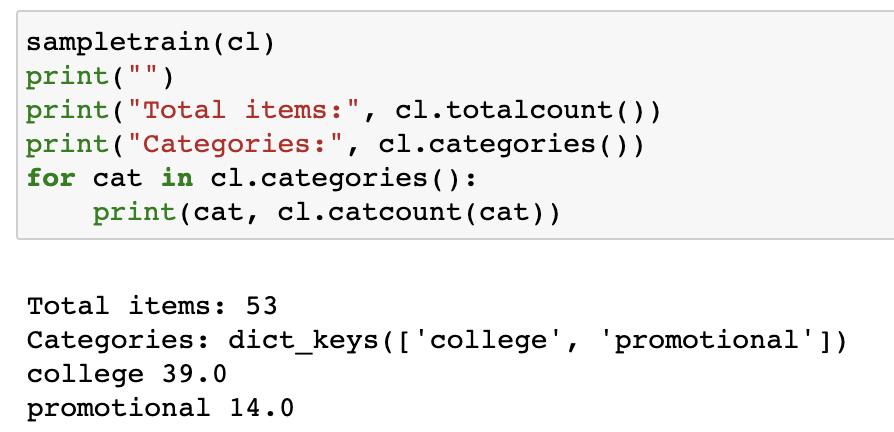 sampletrain(cl)
print("")
print("Total items:", cl.totalcount())
print("Categories:", cl.categories())
for cat in cl.categories():
    print(cat, cl.catcount(cat))
Total items: 53
Categories: dict_keys(['college', 'promotional'])
college 39.0
promotional 14.0